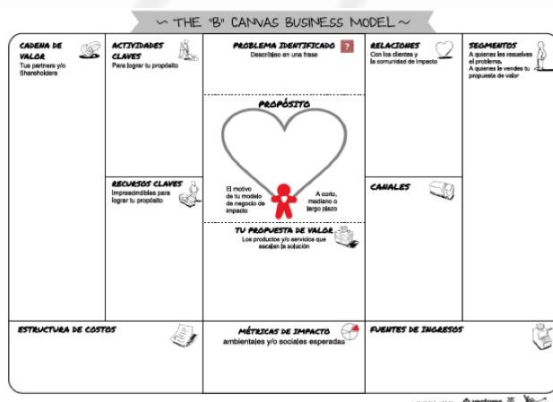 ~ THE "B" CANVAS BUSINESS MODEL ~
CADENA DE
VALOR
Tus partners y/o
Shareholders
ACTIVIDADES
CLAVES
Para lograr tu propósito
PROBLEMA IDENTIFICADO ?
Descríbelo en una frase
RELACIONES
Con los clientes y
la comunidad de impacto
SEGMENTOS
A quienes les resuelves
el problema.
A quienes le vendes tu
propuesta de valor
PROPÓSITO
El motivo
de tu modelo
de negocio de
impacto
A corto,
mediano o
largo plazo
RECURSOS CLAVES
Imprescindibles para
lograr tu propósito
CANALES
TU PROPUESTA DE VALOR
Los productos y/o servicios que
escalan la solución
ESTRUCTURA DE COSTOS
MÉTRICAS DE IMPACTO
ambientales y/o sociales esperadas
FUENTES DE INGRESOS